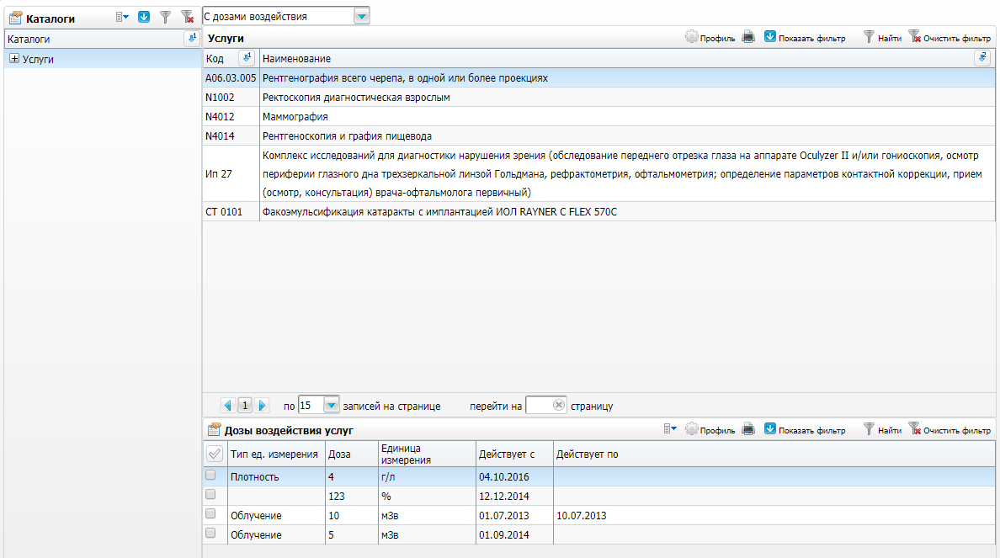 Каталоги
Каталоги
Услуги
С дозами воздействия
Услуги Профиль Показать фильтр Найти Очистить фильтр
Код Наименование
A06.03.005 Рентгенография всего черепа, в одной или более проекциях
N1002 Ректоскопия диагностическая взрослым
N4012 Маммография
N4014 Рентгеноскопия и графия пищевода
Ип 27 Комплекс исследований для диагностики нарушения зрения (обследование переднего отрезка глаза на аппарате Oculyzer II и/или гониоскопия, осмотр
периферии глазного дна трехзеркальной линзой Гольдмана, рефрактометрия, офтальмометрия; определение параметров контактной коррекции, прием
(осмотр, консультация) врача-офтальмолога первичный)
СТ 0101 Факоэмульсификация катаракты с имплантацией ИОЛ RAYNER C FLEX 570C
1 по 15 записей на странице перейти на страницу
Дозы воздействия услуг Профиль Показать фильтр Найти Очистить фильтр
Тип ед. измерения Доза Единица измерения Действует с Действует по
Плотность 4 г/л 04.10.2016
123 % 12.12.2014
Облучение 10 мЗв 01.07.2013 10.07.2013
Облучение 5 мЗв 01.09.2014